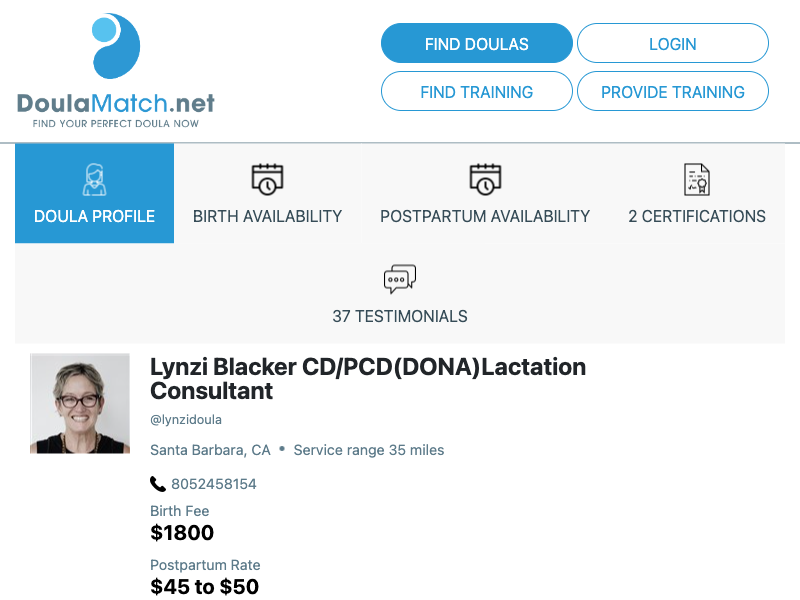 DoulaMatch.net
FIND YOUR PERFECT DOULA NOW
FIND DOULAS
LOGIN
FIND TRAINING
PROVIDE TRAINING
DOULA PROFILE
BIRTH AVAILABILITY
POSTPARTUM AVAILABILITY
2 CERTIFICATIONS
37 TESTIMONIALS
Lynzi Blacker CD/PCD(DONA)Lactation
Consultant
@lynzidoula
Santa Barbara, CA • Service range 35 miles
8052458154
Birth Fee
$1800
Postpartum Rate
$45 to $50